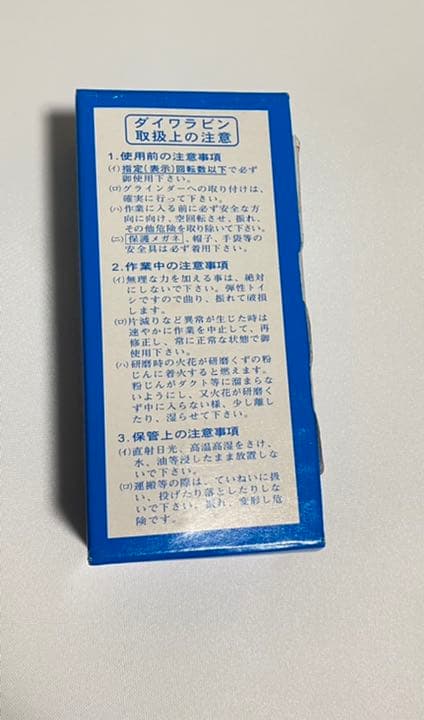 ダイワラビン
取扱上の注意
1.使用前の注意事項
(イ)指定(表示)回転数以下で必ず
御使用下さい。
(ロ)グラインダーへの取り付けは、
確実に行って下さい。
(ハ)作業に入る前に必ず安全な方
向に向け、空回転させ、振れ、
その他危険を取り除いて下さい。
(ニ)保護メガネ、帽子、手袋等の
安全具は必ず着用下さい。
2.作業中の注意事項
(イ)無理な力を加える事は、絶対
にしないで下さい。弾性トイ
シですので曲り、振れて破損
します。
(ロ)片減りなど異常が生じた時は
速やかに作業を中止して、再
修正し、常に正常な状態で御
使用下さい。
(ハ)研磨時の火花が研磨くずの粉
じんに着火すると燃えます。
粉じんがダクト等に溜まらな
いようにし、又火花が研磨く
ず中に入らない様、少し離し
たり、湿らせて下さい。
3.保管上の注意事項
(イ)直射日光、高温高湿をさけ、
水、油等浸したまま放置しな
いで下さい。
(ロ)運搬等の際は、ていねいに扱
い、投げたり落としたりしな
いで下さい。振れ、変形し危
険です。